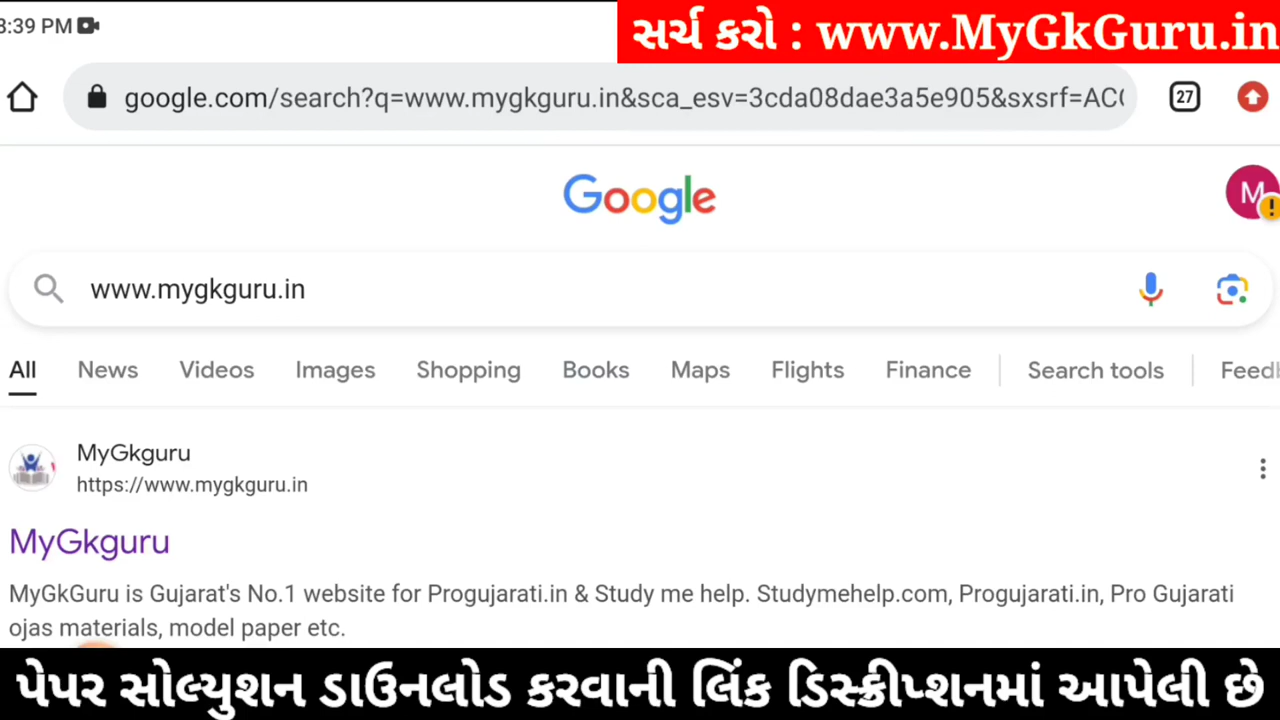 8:39 PM
સર્ચ કરો : www.MyGkGuru.in
google.com/search?q=www.mygkguru.in&sca_esv=3cda08dae3a5e905&sxsrf=AC
27
Google
M
www.mygkguru.in
All News Videos Images Shopping Books Maps Flights Finance Search tools Feedb
MyGkguru
https://www.mygkguru.in
MyGkguru
MyGkGuru is Gujarat's No.1 website for Progujarati.in & Study me help. Studymehelp.com, Progujarati.in, Pro Gujarati
ojas materials, model paper etc.
પેપર સોલ્યુશન ડાઉનલોડ કરવાની લિંક ડિસ્ક્રીપ્શનમાં આપેલી છે